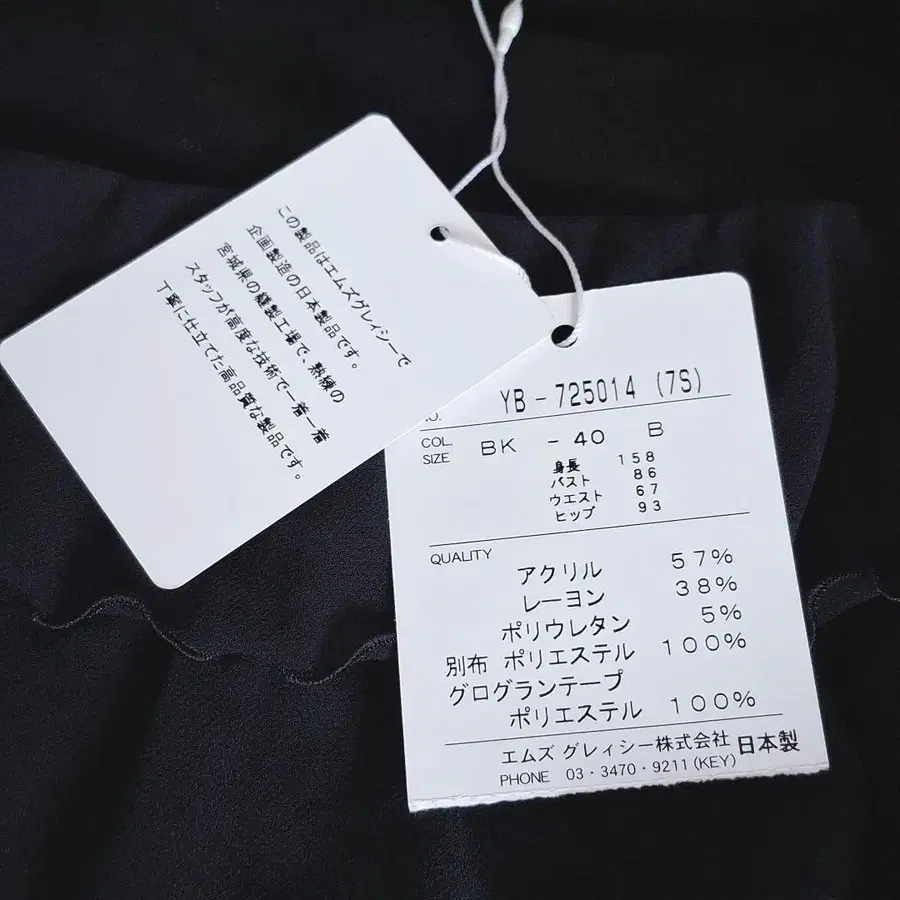 この製品はエムズグレィシーで
企画製造の日本製品です。
宮城県の縫製工場で、熟練の
スタッフが高度な技術で一着一着
丁寧に仕立てた高品質な製品です。
YB-725014 (7S)
COL. BK -40 B
SIZE
身長 158
バスト 86
ウエスト 67
ヒップ 93
QUALITY
アクリル 57%
レーヨン 38%
ポリウレタン 5%
別布 ポリエステル 100%
グログランテープ
ポリエステル 100%
エムズ グレィシー株式会社 日本製
PHONE 03・3470・9211(KEY)